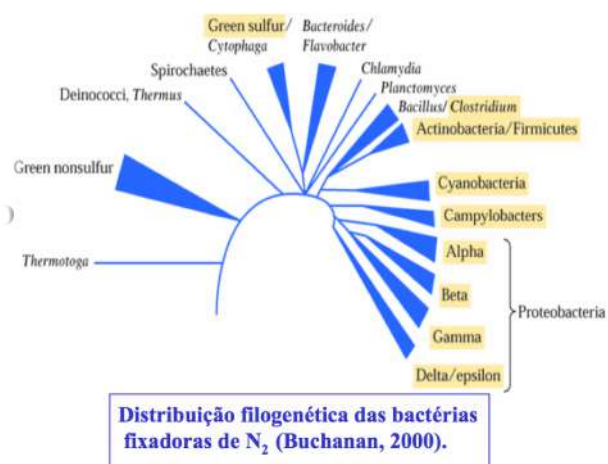 Green sulfur/
Cytophaga
Bacteroides/
Flavobacter
Spirochaetes
Chlamydia
Planctomyces
Deinococci, Thermus
Bacillus/ Clostridium
Actinobacteria/Firmicutes
Green nonsulfur
Cyanobacteria
Campylobacters
Alpha
Thermotoga
Beta
Proteobacteria
Gamma
Delta/epsilon
Distribuição filogenética das bactérias
fixadoras de N₂ (Buchanan, 2000).